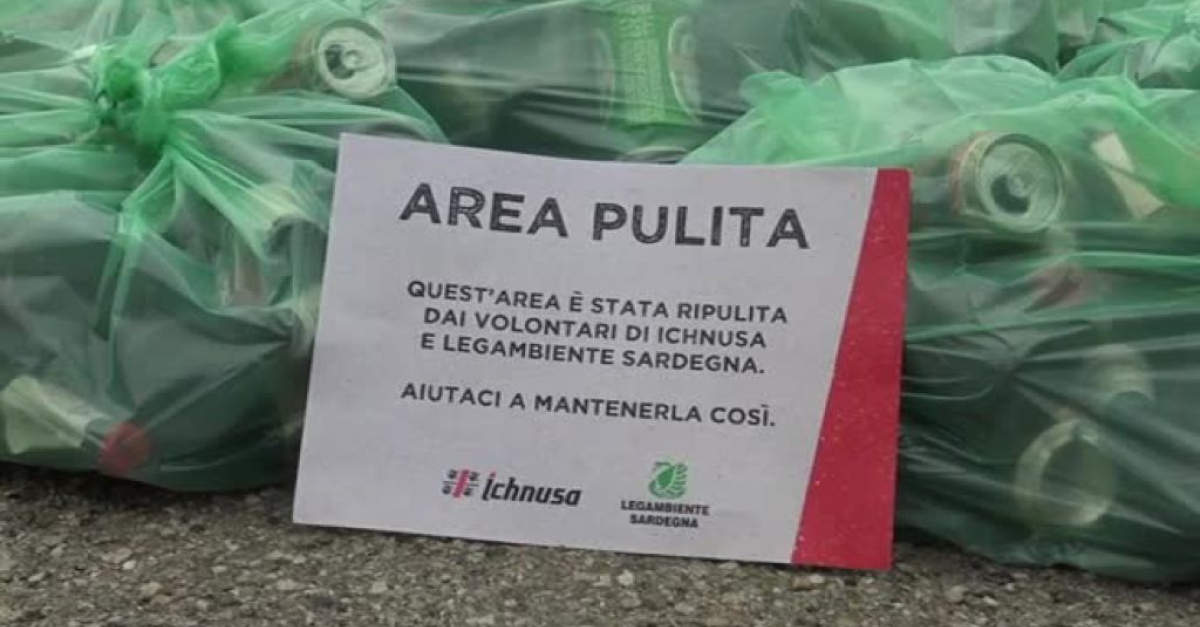 AREA PULITA
QUEST'AREA È STATA RIPULITA
DAI VOLONTARI DI ICHNUSA
E LEGAMBIENTE SARDEGNA.
AIUTACI A MANTENERLA COSÌ.
ichnusa
LEGAMBIENTE
SARDEGNA